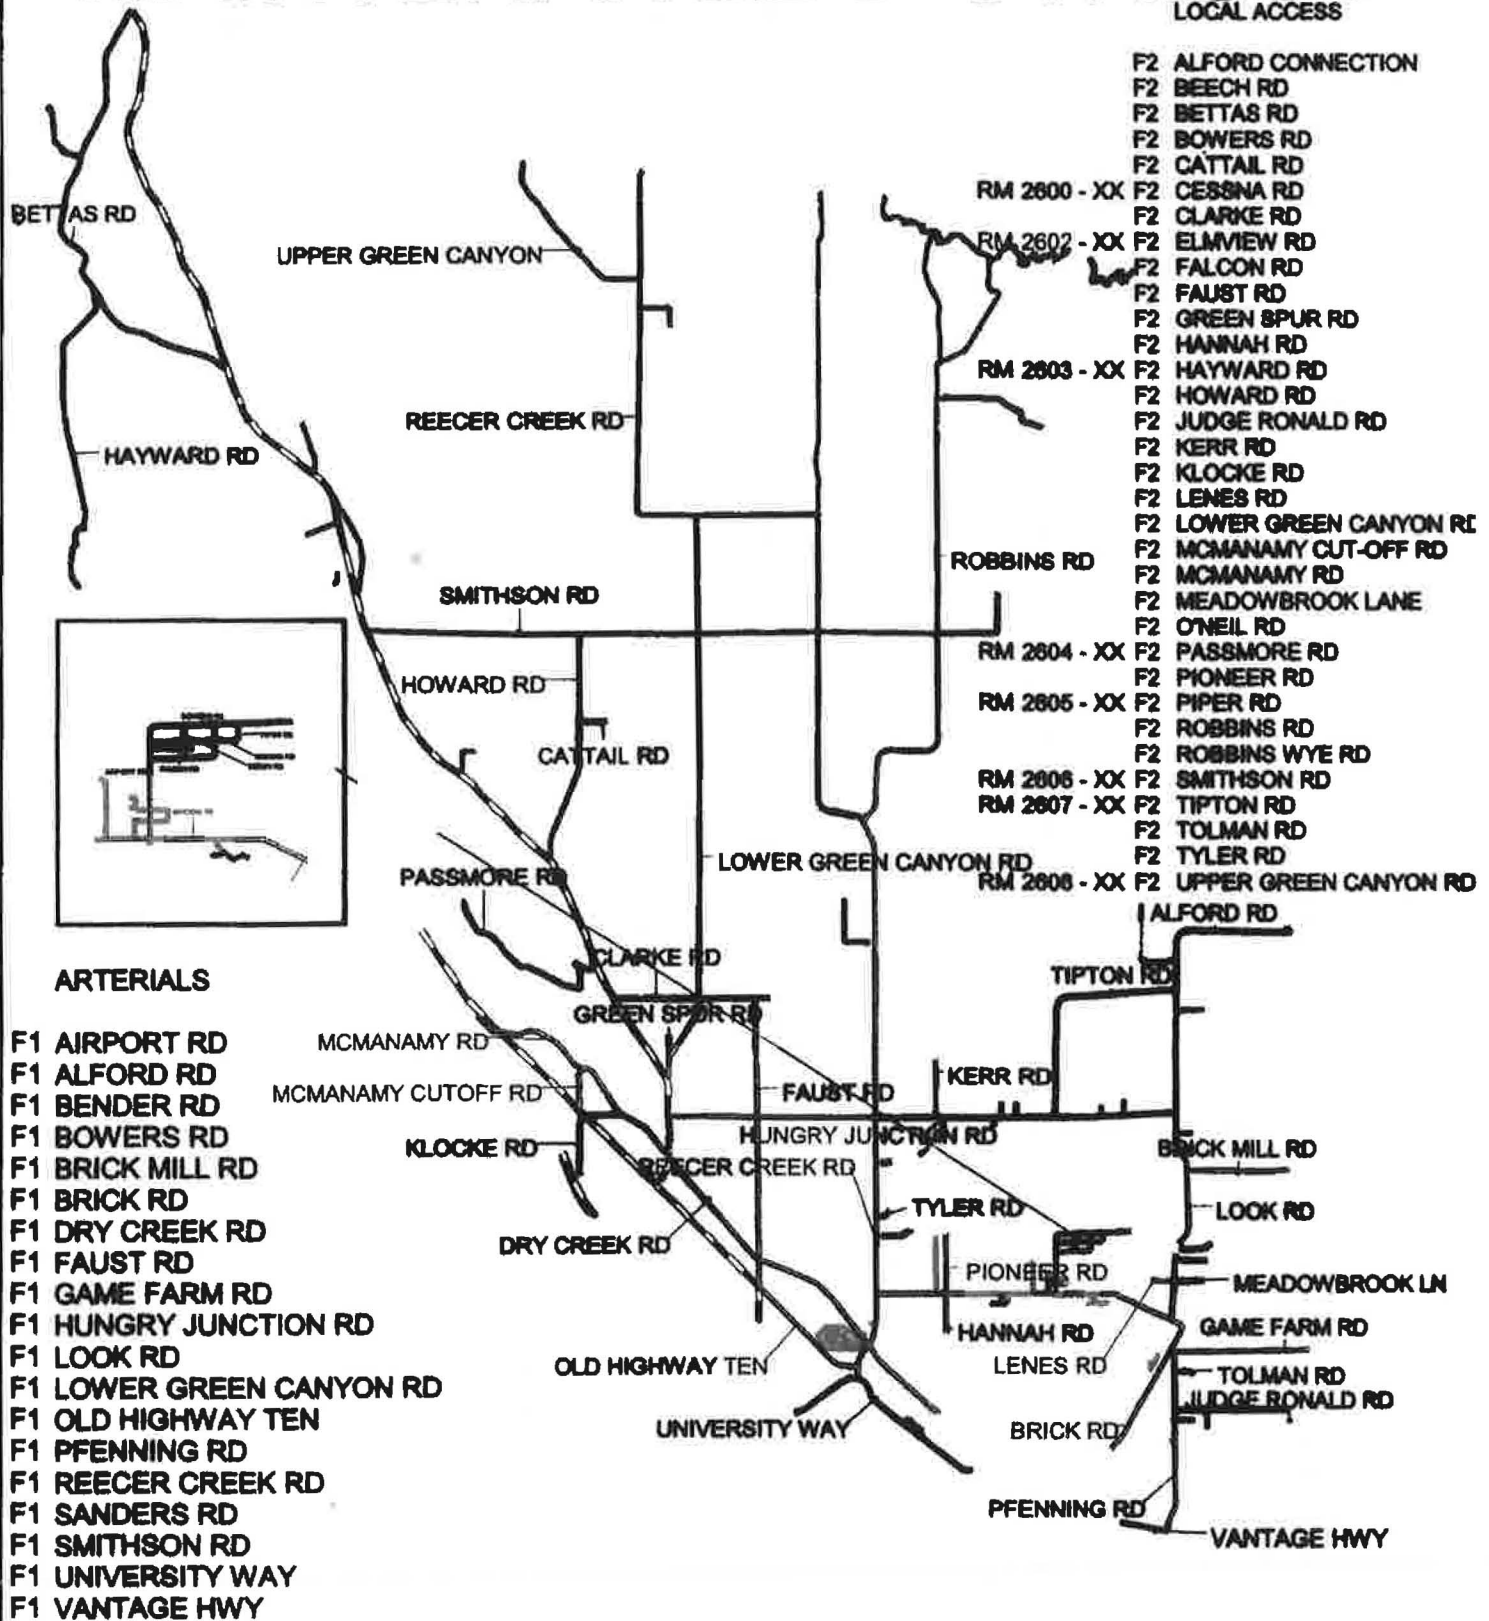 LOCAL ACCESS
F2 ALFORD CONNECTION
F2 BEECH RD
F2 BETTAS RD
F2 BOWERS RD
F2 CATTAIL RD
RM 2600 - XX F2 CESSNA RD
F2 CLARKE RD
RM 2602 - XX F2 ELMVIEW RD
F2 FALCON RD
F2 FAUST RD
F2 GREEN SPUR RD
F2 HANNAH RD
RM 2603 - XX F2 HAYWARD RD
F2 HOWARD RD
F2 JUDGE RONALD RD
F2 KERR RD
F2 KLOCKE RD
F2 LENES RD
F2 LOWER GREEN CANYON RD
F2 MCMANAMY CUT-OFF RD
F2 MCMANAMY RD
F2 MEADOWBROOK LANE
F2 O'NEIL RD
RM 2604 - XX F2 PASSMORE RD
F2 PIONEER RD
RM 2605 - XX F2 PIPER RD
F2 ROBBINS RD
F2 ROBBINS WYE RD
RM 2606 - XX F2 SMITHSON RD
RM 2607 - XX F2 TIPTON RD
F2 TOLMAN RD
F2 TYLER RD
RM 2608 - XX F2 UPPER GREEN CANYON RD
BETTAS RD
UPPER GREEN CANYON
REECER CREEK RD
HAYWARD RD
ROBBINS RD
SMITHSON RD
HOWARD RD
CATTAIL RD
LOWER GREEN CANYON RD
PASSMORE RD
ALFORD RD
CLARKE RD
TIPTON RD
GREEN SPUR RD
MCMANAMY RD
KERR RD
MCMANAMY CUTOFF RD
FAUST RD
HUNGRY JUNCTION RD
KLOCKE RD
BRICK MILL RD
REECER CREEK RD
TYLER RD
LOOK RD
DRY CREEK RD
PIONEER RD
MEADOWBROOK LN
HANNAH RD
GAME FARM RD
OLD HIGHWAY TEN
LENES RD
TOLMAN RD
JUDGE RONALD RD
UNIVERSITY WAY
BRICK RD
PFENNING RD
VANTAGE HWY
ARTERIALS
F1 AIRPORT RD
F1 ALFORD RD
F1 BENDER RD
F1 BOWERS RD
F1 BRICK MILL RD
F1 BRICK RD
F1 DRY CREEK RD
F1 FAUST RD
F1 GAME FARM RD
F1 HUNGRY JUNCTION RD
F1 LOOK RD
F1 LOWER GREEN CANYON RD
F1 OLD HIGHWAY TEN
F1 PFENNING RD
F1 REECER CREEK RD
F1 SANDERS RD
F1 SMITHSON RD
F1 UNIVERSITY WAY
F1 VANTAGE HWY